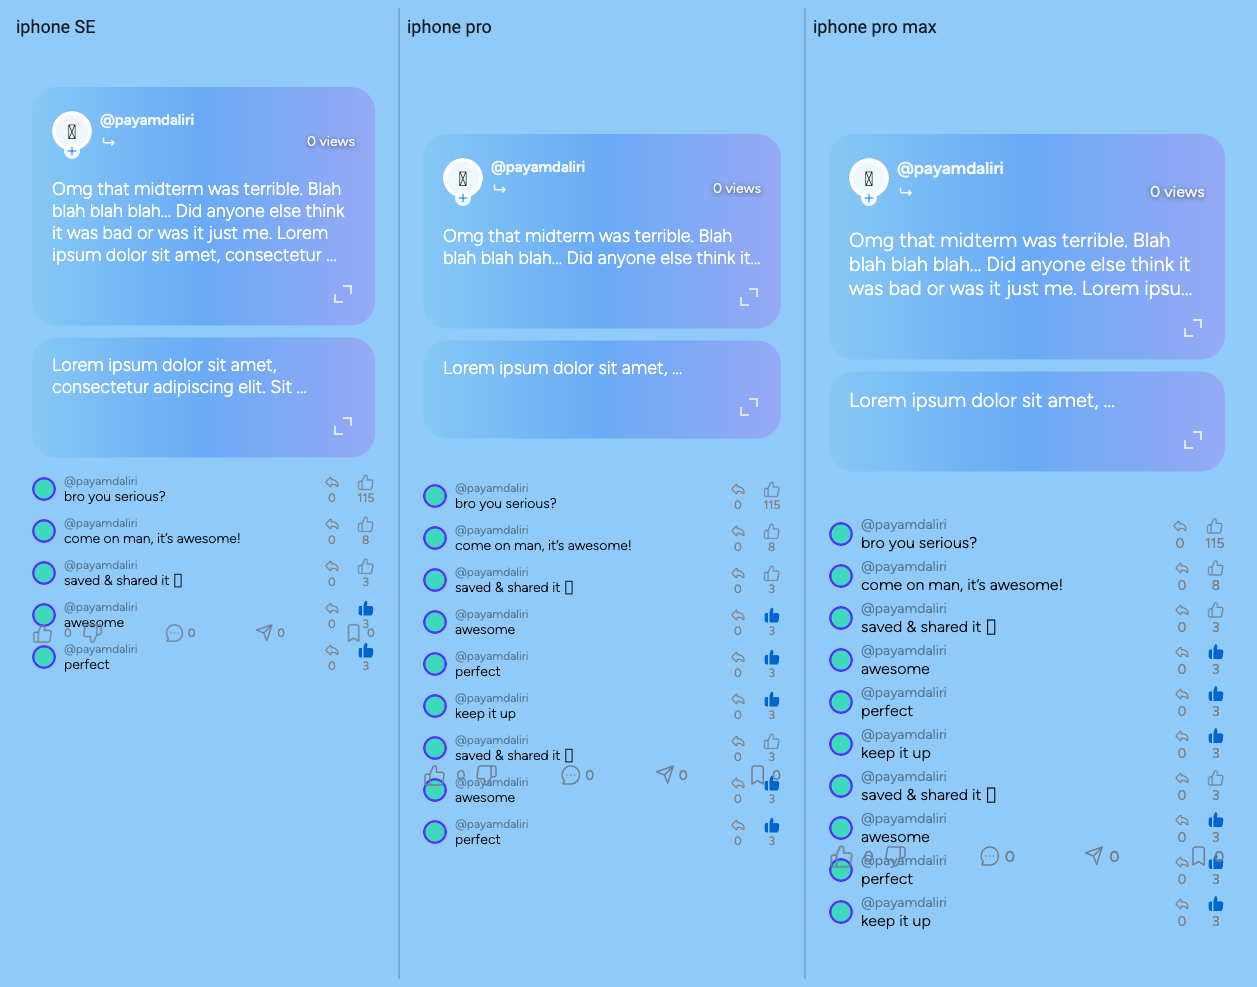 iphone SE
@payamdaliri
0 views
Omg that midterm was terrible. Blah
blah blah blah... Did anyone else think
it was bad or was it just me. Lorem
ipsum dolor sit amet, consectetur ...
Lorem ipsum dolor sit amet,
consectetur adipiscing elit. Sit ...
@payamdaliri
bro you serious?
0 115
@payamdaliri
come on man, it's awesome!
0 8
@payamdaliri
saved & shared it
0 3
@payamdaliri
awesome
0 3
0 0 0 0
@payamdaliri
perfect
0 3
iphone pro
@payamdaliri
0 views
Omg that midterm was terrible. Blah
blah blah blah... Did anyone else think it...
Lorem ipsum dolor sit amet, ...
@payamdaliri
bro you serious?
0 115
@payamdaliri
come on man, it's awesome!
0 8
@payamdaliri
saved & shared it
0 3
@payamdaliri
awesome
0 3
@payamdaliri
perfect
0 3
@payamdaliri
keep it up
0 3
@payamdaliri
saved & shared it
0 3
0 0 0 0
@payamdaliri
awesome
0 3
@payamdaliri
perfect
0 3
iphone pro max
@payamdaliri
0 views
Omg that midterm was terrible. Blah
blah blah blah... Did anyone else think it
was bad or was it just me. Lorem ipsu...
Lorem ipsum dolor sit amet, ...
@payamdaliri
bro you serious?
0 115
@payamdaliri
come on man, it's awesome!
0 8
@payamdaliri
saved & shared it
0 3
@payamdaliri
awesome
0 3
@payamdaliri
perfect
0 3
@payamdaliri
keep it up
0 3
@payamdaliri
saved & shared it
0 3
@payamdaliri
awesome
0 3
0 0 0 0
@payamdaliri
perfect
0 3
@payamdaliri
keep it up
0 3